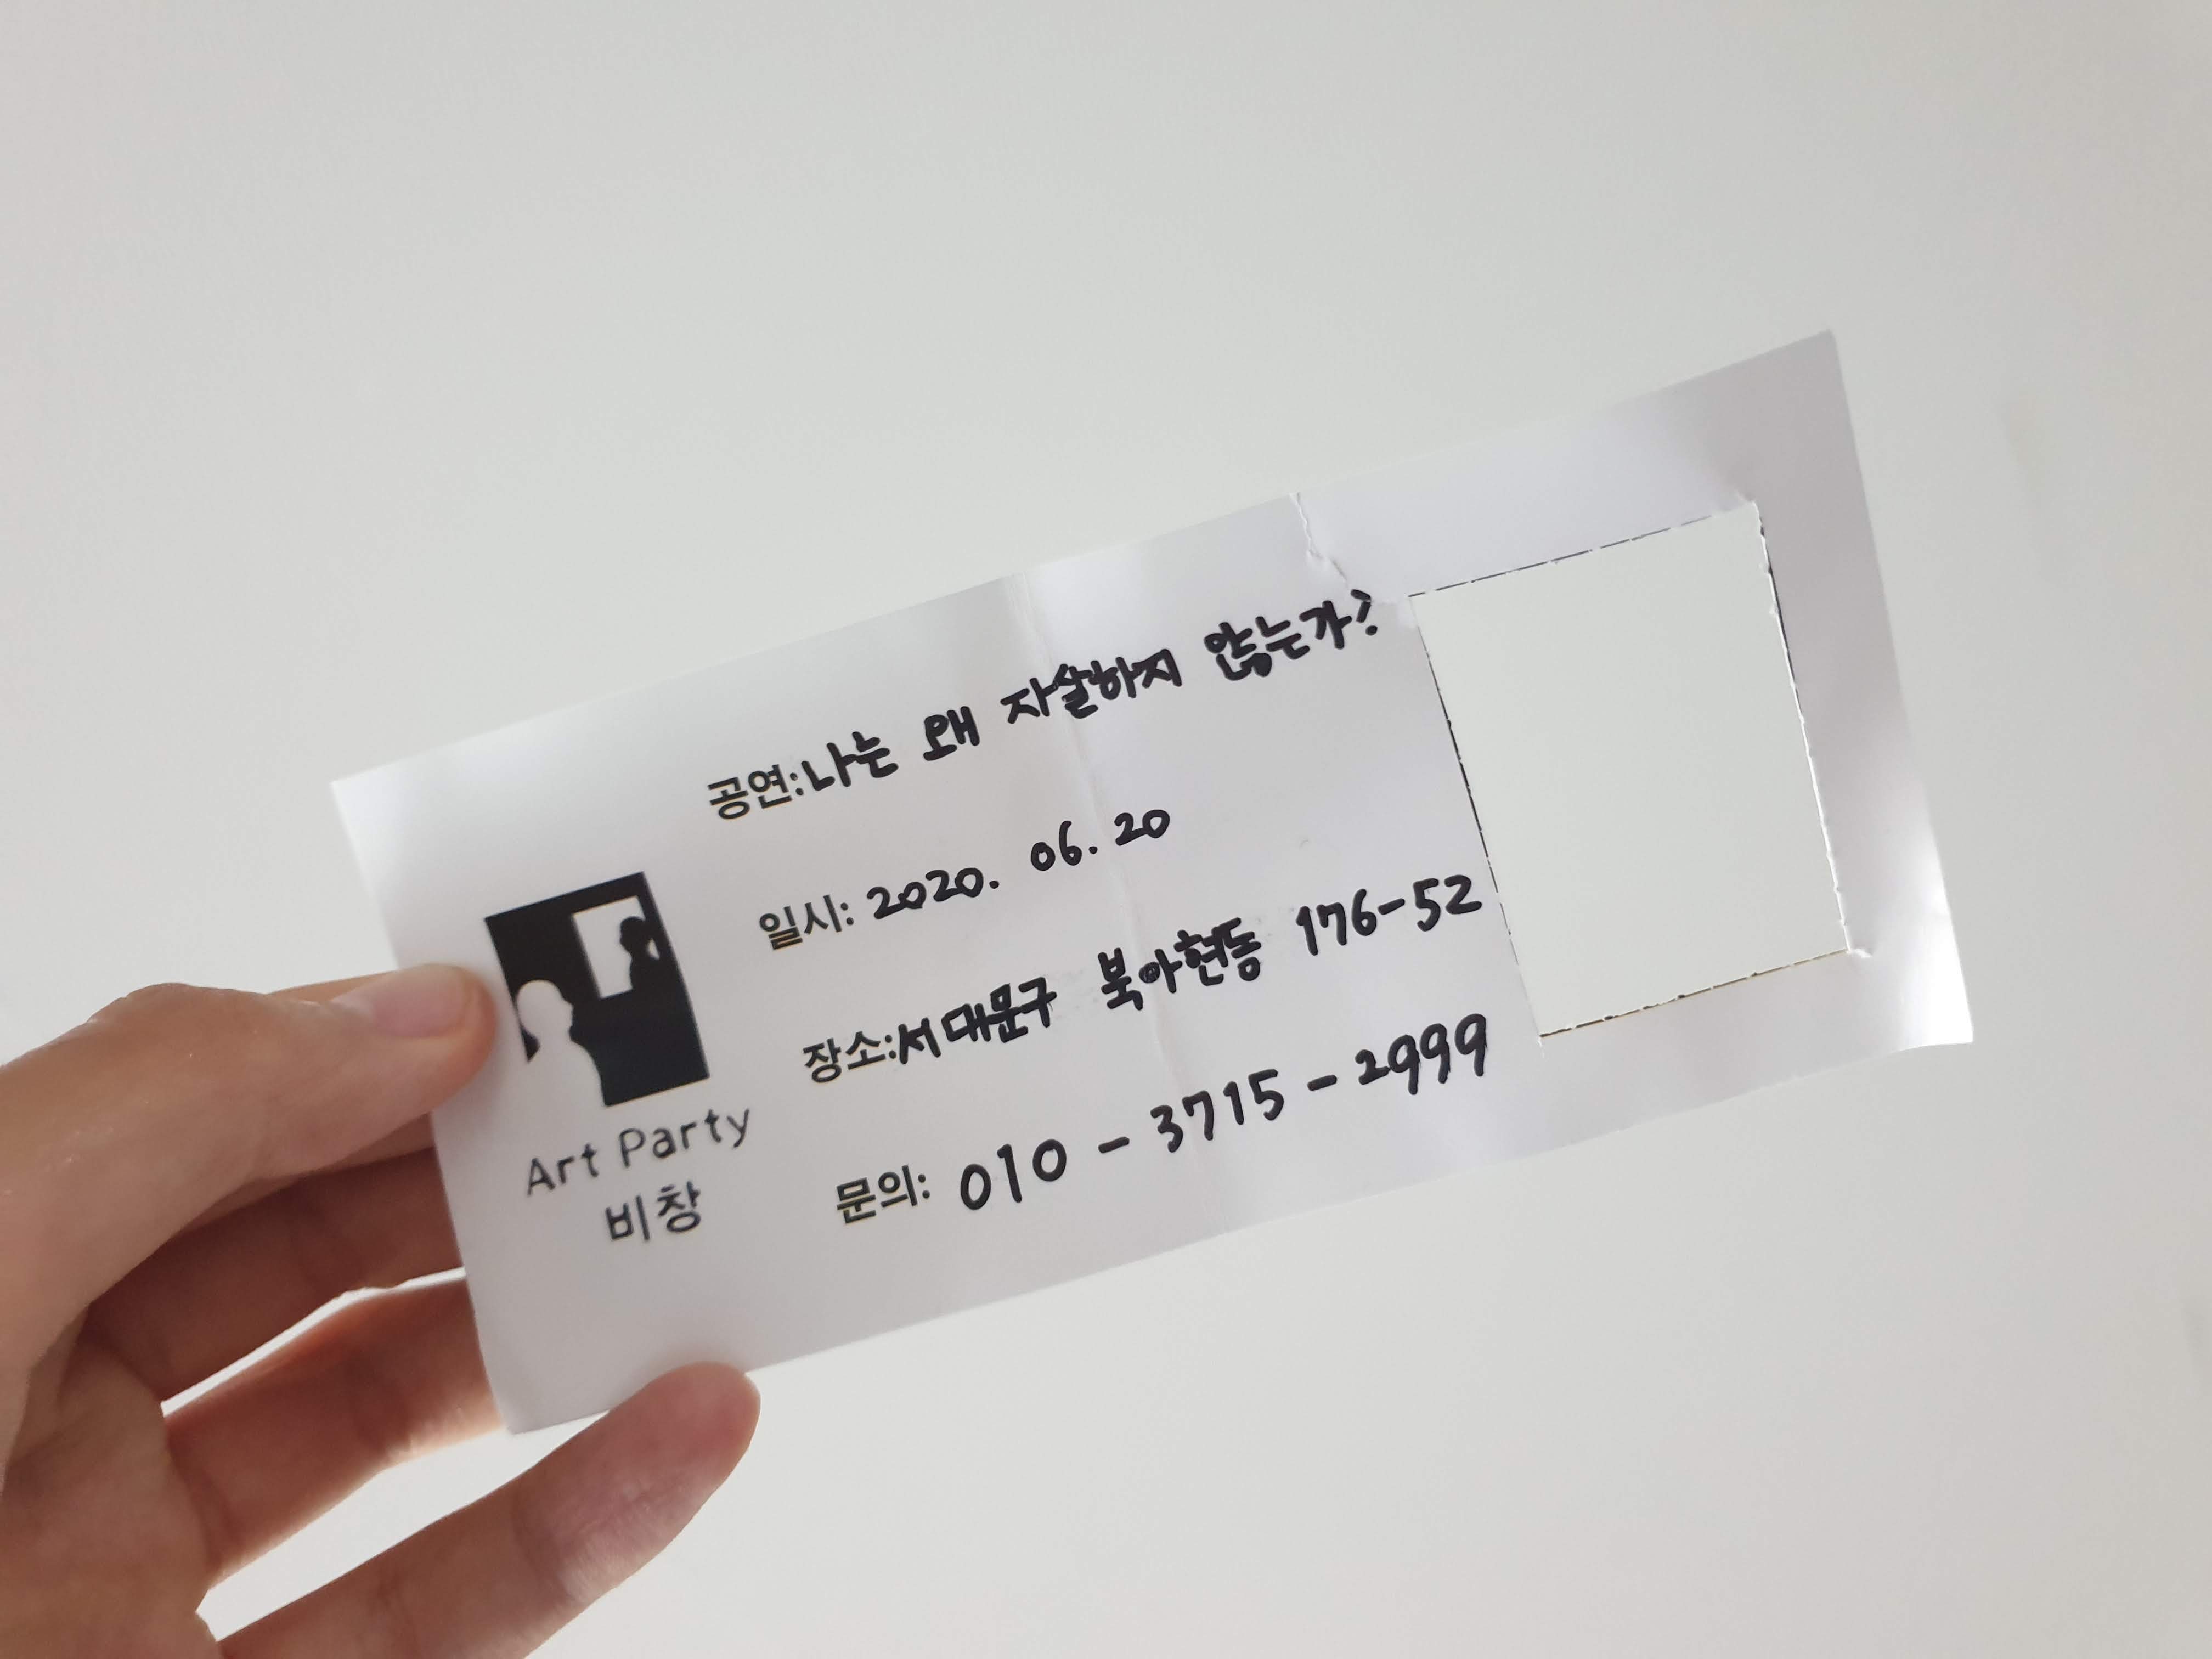 공연:나는 왜 자살하지 않는가?
일시: 2020. 06. 20
장소:서대문구 북아현동 176-52
문의: 010 - 3715 - 2999
Art Party
비창